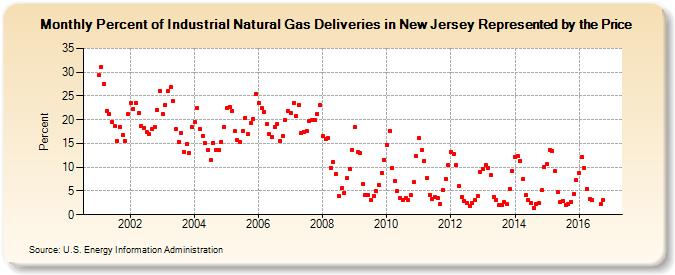 Monthly Percent of Industrial Natural Gas Deliveries in New Jersey Represented by the Price
Percent
35
30
25
20
15
10
5
0
2002 2004 2006 2008 2010 2012 2014 2016
Source: U.S. Energy Information Administration